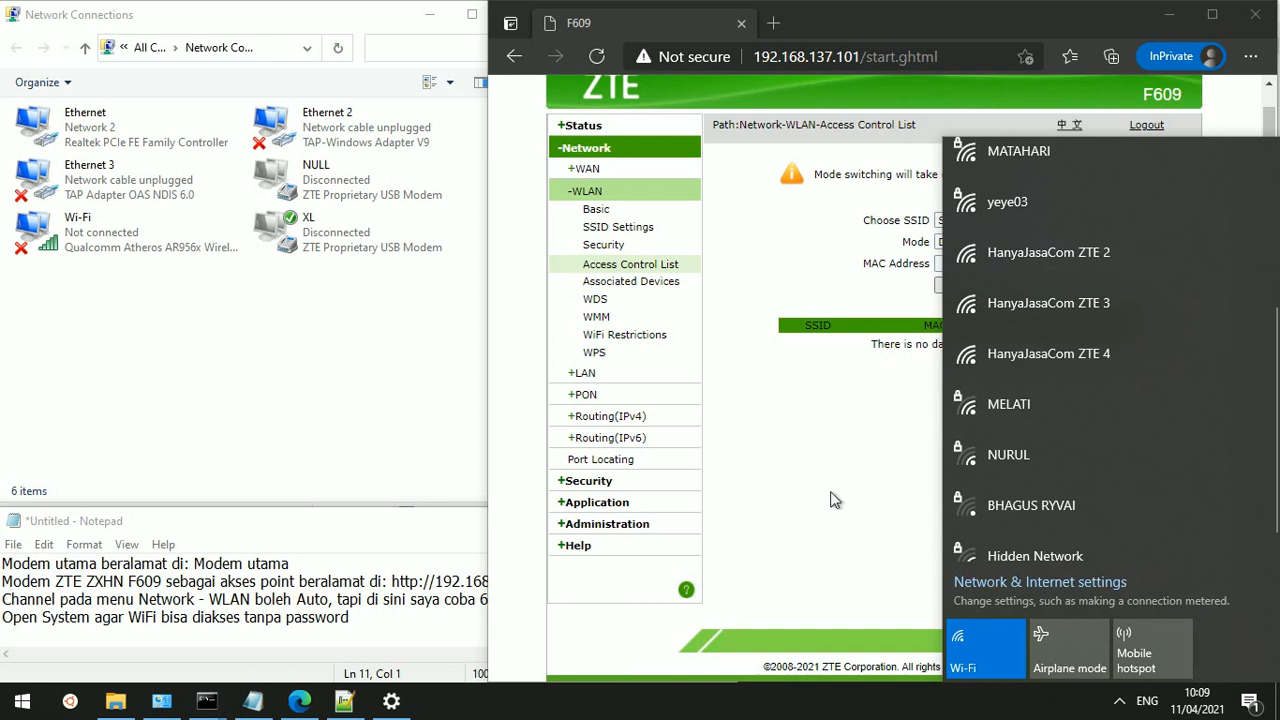 Network Connections
« All C... > Network Co...
Organize
Ethernet
Network 2
Realtek PCIe FE Family Controller
Ethernet 2
Network cable unplugged
TAP-Windows Adapter V9
Ethernet 3
Network cable unplugged
TAP Adapter OAS NDIS 6.0
NULL
Disconnected
ZTE Proprietary USB Modem
Wi-Fi
Not connected
Qualcomm Atheros AR956x Wirel...
XL
Disconnected
ZTE Proprietary USB Modem
6 items
*Untitled - Notepad
File Edit Format View Help
Modem utama beralamat di: Modem utama
Modem ZTE ZXHN F609 sebagai akses point beralamat di: http://192.168
Channel pada menu Network - WLAN boleh Auto, tapi di sini saya coba 6
Open System agar WiFi bisa diakses tanpa password
Ln 11, Col 1 100
F609
Not secure 192.168.137.101/start.ghtml
InPrivate
ZTE
F609
+Status
-Network
+WAN
-WLAN
Basic
SSID Settings
Security
Access Control List
Associated Devices
WDS
WMM
WiFi Restrictions
WPS
+LAN
+PON
+Routing(IPv4)
+Routing(IPv6)
Port Locating
+Security
+Application
+Administration
+Help
Path:Network-WLAN-Access Control List
中 文
Logout
Mode switching will take
Choose SSID
Mode
MAC Address
SSID MAC
There is no da
©2008-2021 ZTE Corporation. All rights
MATAHARI
yeye03
HanyaJasaCom ZTE 2
HanyaJasaCom ZTE 3
HanyaJasaCom ZTE 4
MELATI
NURUL
BHAGUS RYVAI
Hidden Network
Network & Internet settings
Change settings, such as making a connection metered.
Wi-Fi
Airplane mode
Mobile hotspot
ENG
10:09
11/04/2021